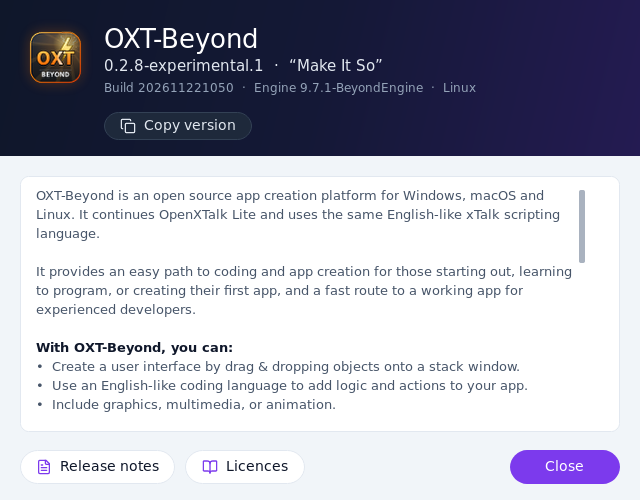 OXT
BEYOND
OXT-Beyond
0.2.8-experimental.1 · “Make It So”
Build 202611221050 · Engine 9.7.1-BeyondEngine · Linux
Copy version
OXT-Beyond is an open source app creation platform for Windows, macOS and
Linux. It continues OpenXTalk Lite and uses the same English-like xTalk scripting
language.
It provides an easy path to coding and app creation for those starting out, learning
to program, or creating their first app, and a fast route to a working app for
experienced developers.
With OXT-Beyond, you can:
• Create a user interface by drag & dropping objects onto a stack window.
• Use an English-like coding language to add logic and actions to your app.
• Include graphics, multimedia, or animation.
Release notes
Licences
Close